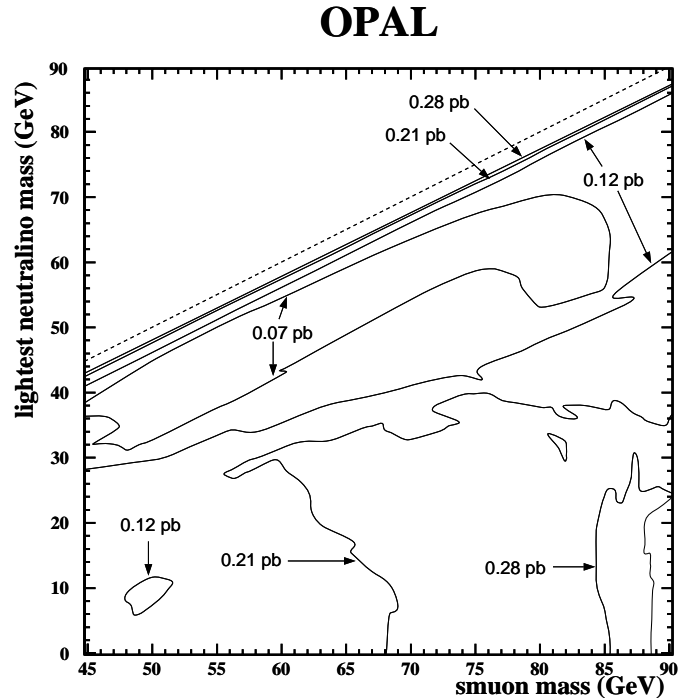 OPAL
lightest neutralino mass (GeV)
90
80
70
60
50
40
30
20
10
0
0.28 pb
0.21 pb
0.12 pb
0.07 pb
0.12 pb
0.21 pb
0.28 pb
45 50 55 60 65 70 75 80 85 90
smuon mass (GeV)